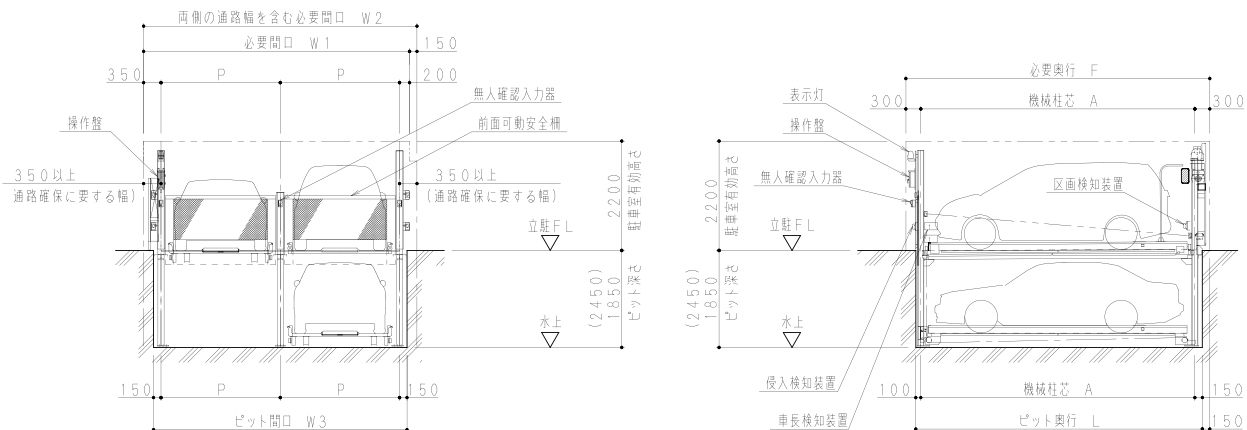 両側の通路幅を含む必要間口 W2
必要間口 W1
150
350
P
P
200
無人確認入力器
前面可動安全柵
操作盤
350以上
(通路確保に要する幅)
350以上
(通路確保に要する幅)
2200
駐車室有効高さ
立駐FL
(2450)
1850
ピット深さ
水上
150
P
P
150
ピット間口 W3
必要奥行 F
300
機械柱芯 A
300
表示灯
操作盤
無人確認入力器
区画検知装置
2200
駐車室有効高さ
立駐FL
(2450)
1850
ピット深さ
水上
侵入検知装置
車長検知装置
100
機械柱芯 A
150
ピット奥行 L
150